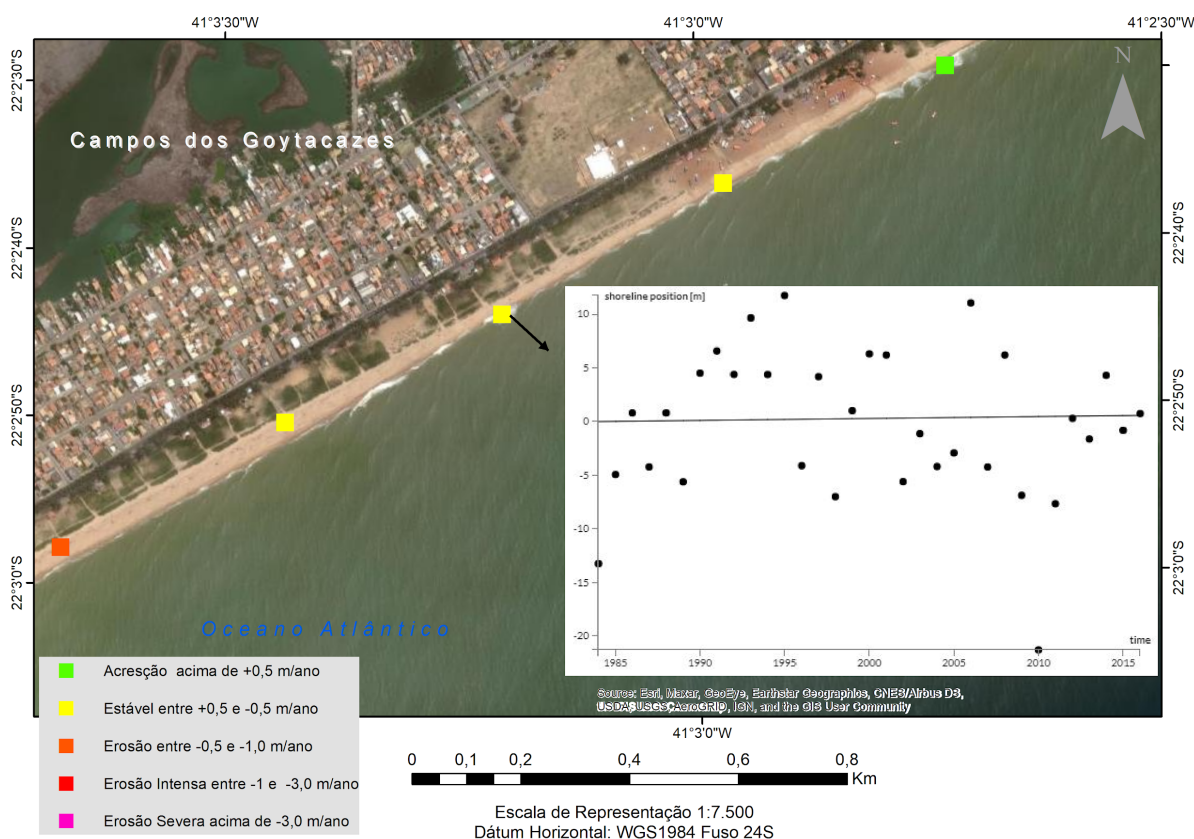 41°3'30"W
41°3'0"W
41°2'30"W
22°2'30"S
22°2'30"S
N
Campos dos Goytacazes
22°2'40"S
22°2'40"S
shoreline position [m]
10
5
0
-5
-10
-15
-20
time
1985
1990
1995
2000
2005
2010
2015
22°2'50"S
22°2'50"S
22°3'0"S
22°3'0"S
Oceano Atlântico
Acresção acima de +0,5 m/ano
Estável entre +0,5 e -0,5 m/ano
Erosão entre -0,5 e -1,0 m/ano
Erosão Intensa entre -1 e -3,0 m/ano
Erosão Severa acima de -3,0 m/ano
Source: Esri, Maxar, GeoEye, Earthstar Geographics, CNES/Airbus DS,
USDA, USGS, AeroGRID, IGN, and the GIS User Community
41°3'0"W
0 0,1 0,2 0,4 0,6 0,8
Km
Escala de Representação 1:7.500
Dátum Horizontal: WGS1984 Fuso 24S